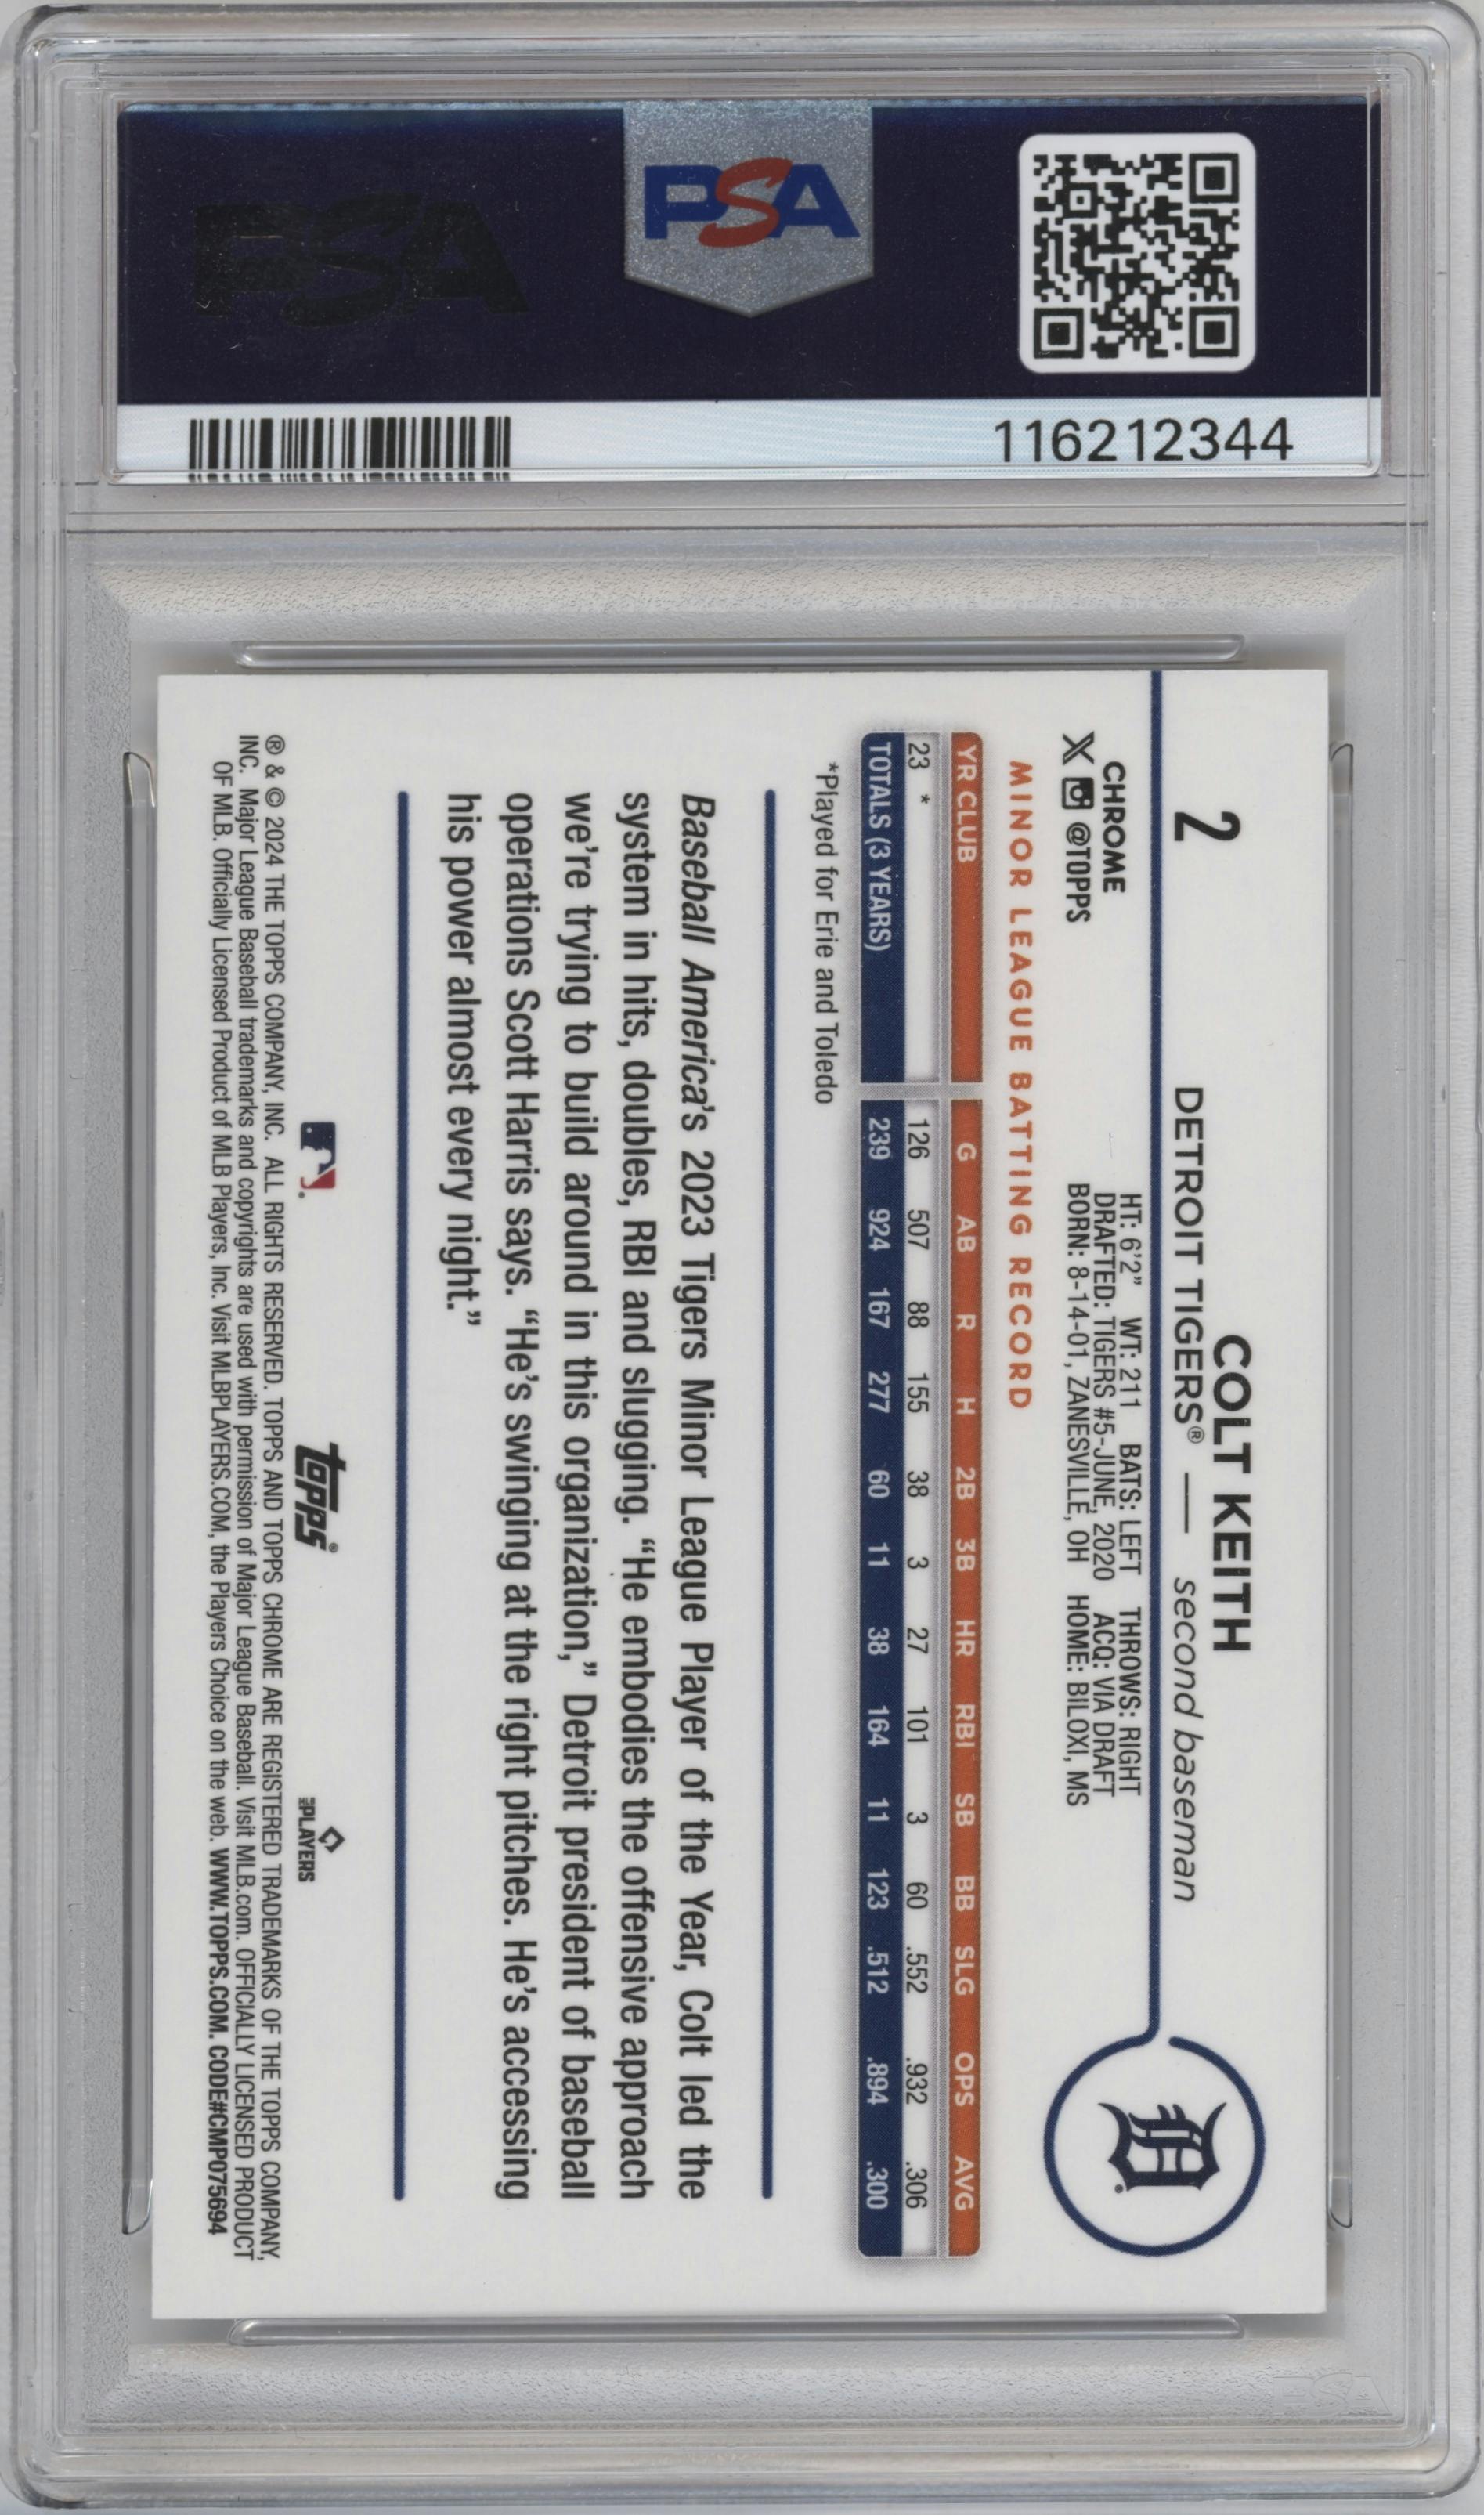 PSA
PSA
116212344
2
COLT KEITH
DETROIT TIGERS® — second baseman
CHROME
@TOPPS
HT: 6'2" WT: 211 BATS: LEFT THROWS: RIGHT
DRAFTED: TIGERS #5-JUNE, 2020 ACQ: VIA DRAFT
BORN: 8-14-01, ZANESVILLE, OH HOME: BILOXI, MS
D
MINOR LEAGUE BATTING RECORD
YR CLUB G AB R H 2B 3B HR RBI SB BB SLG OPS AVG
23 * 126 507 88 155 38 3 27 101 3 60 .552 .932 .306
TOTALS (3 YEARS) 239 924 167 277 60 11 38 164 11 123 .512 .894 .300
*Played for Erie and Toledo
Baseball America's 2023 Tigers Minor League Player of the Year, Colt led the
system in hits, doubles, RBI and slugging. “He embodies the offensive approach
we're trying to build around in this organization,” Detroit president of baseball
operations Scott Harris says. “He's swinging at the right pitches. He's accessing
his power almost every night.”
topps®
PLAYERS
® & © 2024 THE TOPPS COMPANY, INC. ALL RIGHTS RESERVED. TOPPS AND TOPPS CHROME ARE REGISTERED TRADEMARKS OF THE TOPPS COMPANY,
INC. Major League Baseball trademarks and copyrights are used with permission of Major League Baseball. Visit MLB.com. OFFICIALLY LICENSED PRODUCT
OF MLB. Officially Licensed Product of MLB Players, Inc. Visit MLBPLAYERS.COM, the Players Choice on the web. WWW.TOPPS.COM. CODE#CMP075694
PSA